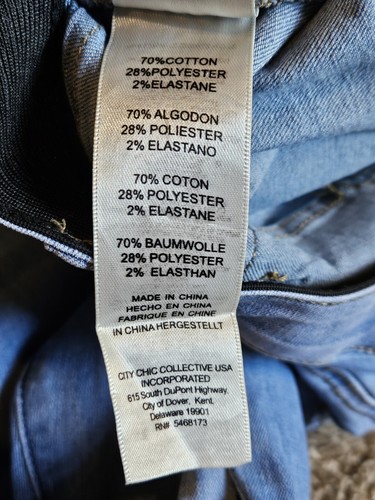 70%COTTON
28%POLYESTER
2%ELASTANE
70% ALGODON
28% POLIESTER
2% ELASTANO
70% COTON
28% POLYESTER
2% ELASTANE
70% BAUMWOLLE
28% POLYESTER
2% ELASTHAN
MADE IN CHINA
HECHO EN CHINA
FABRIQUE EN CHINE
IN CHINA HERGESTELLT
CITY CHIC COLLECTIVE USA
INCORPORATED
615 South DuPont Highway,
City of Dover, Kent,
Delaware 19901
RN# 5468173